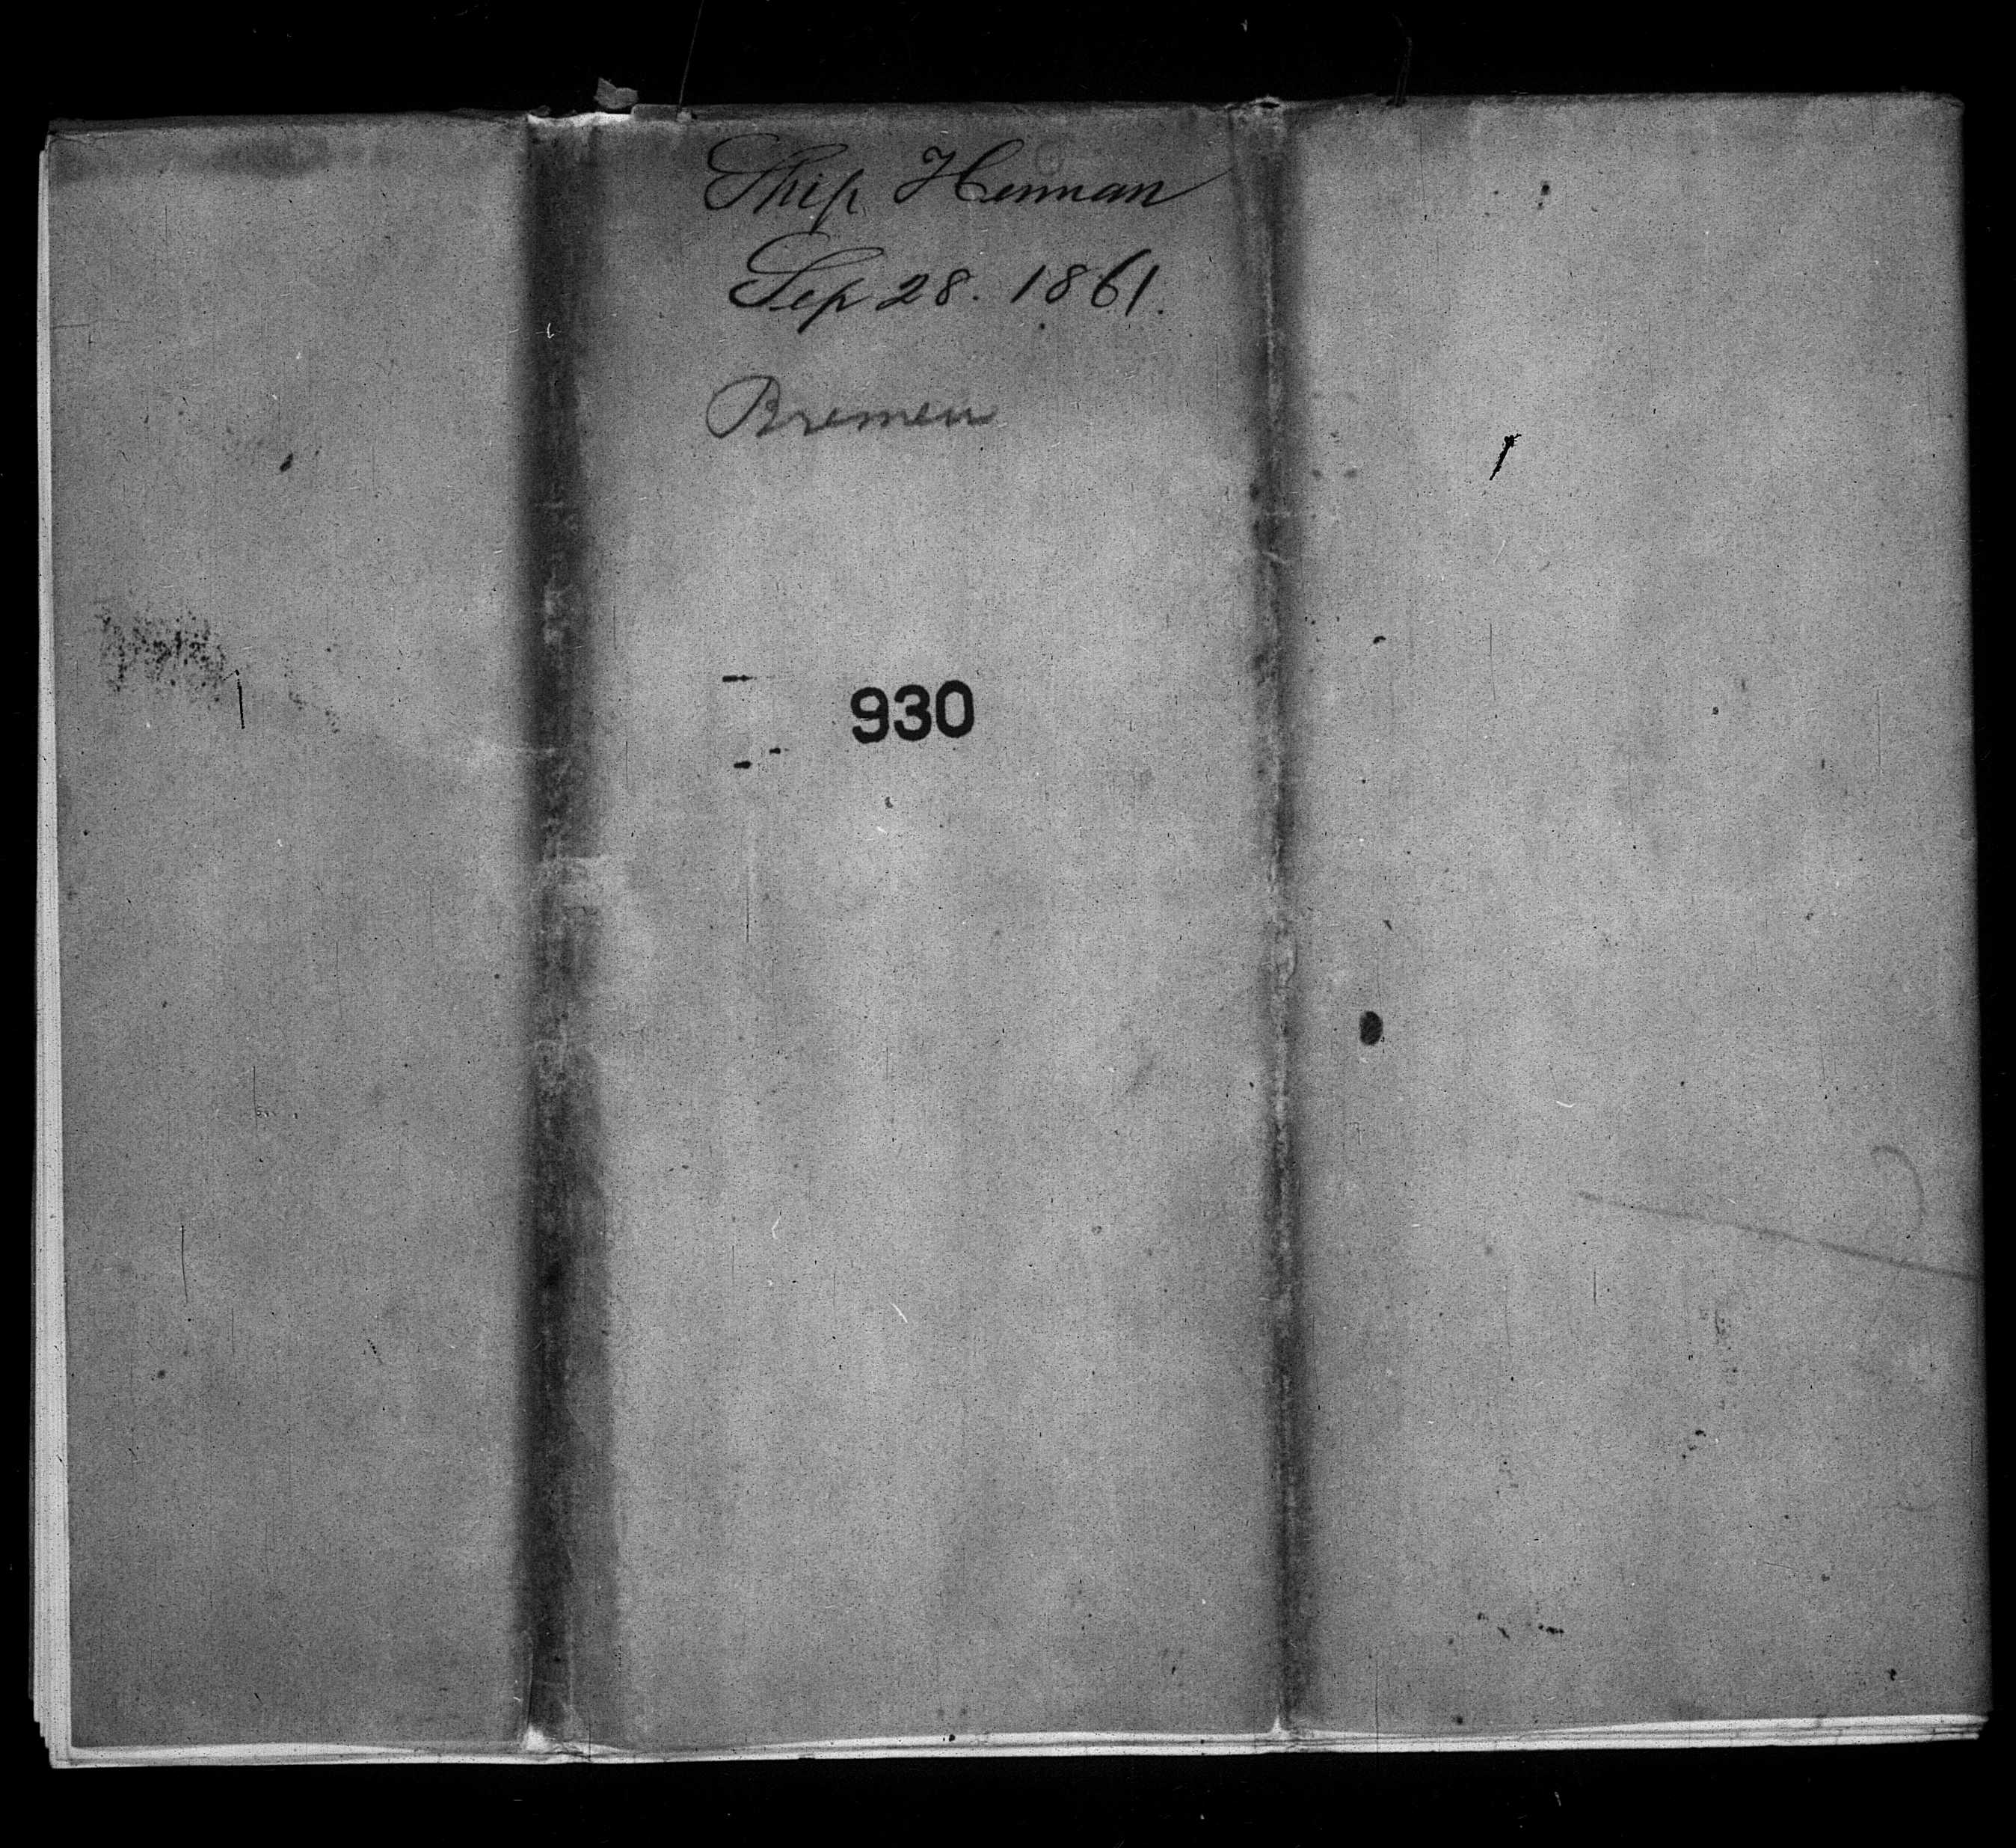 Ship Herman
Sep 28. 1861.
Bremen
930